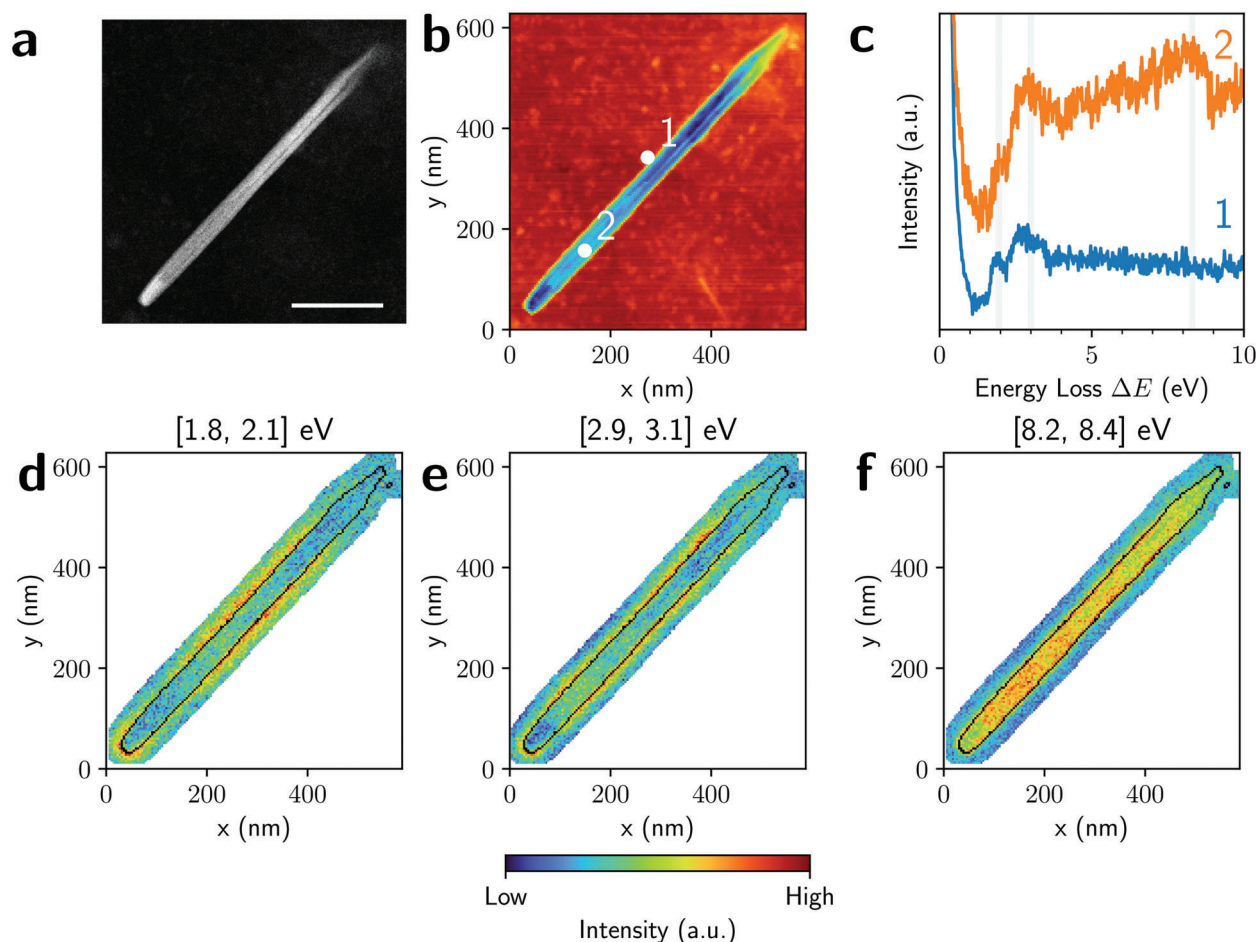 a
b
c
600
400
200
0
y (nm)
0
200
400
x (nm)
1
2
Intensity (a.u.)
2
1
0
5
10
Energy Loss ΔE (eV)
d
[1.8, 2.1] eV
600
400
200
0
y (nm)
0
200
400
x (nm)
e
[2.9, 3.1] eV
600
400
200
0
y (nm)
0
200
400
x (nm)
f
[8.2, 8.4] eV
600
400
200
0
y (nm)
0
200
400
x (nm)
Low
High
Intensity (a.u.)